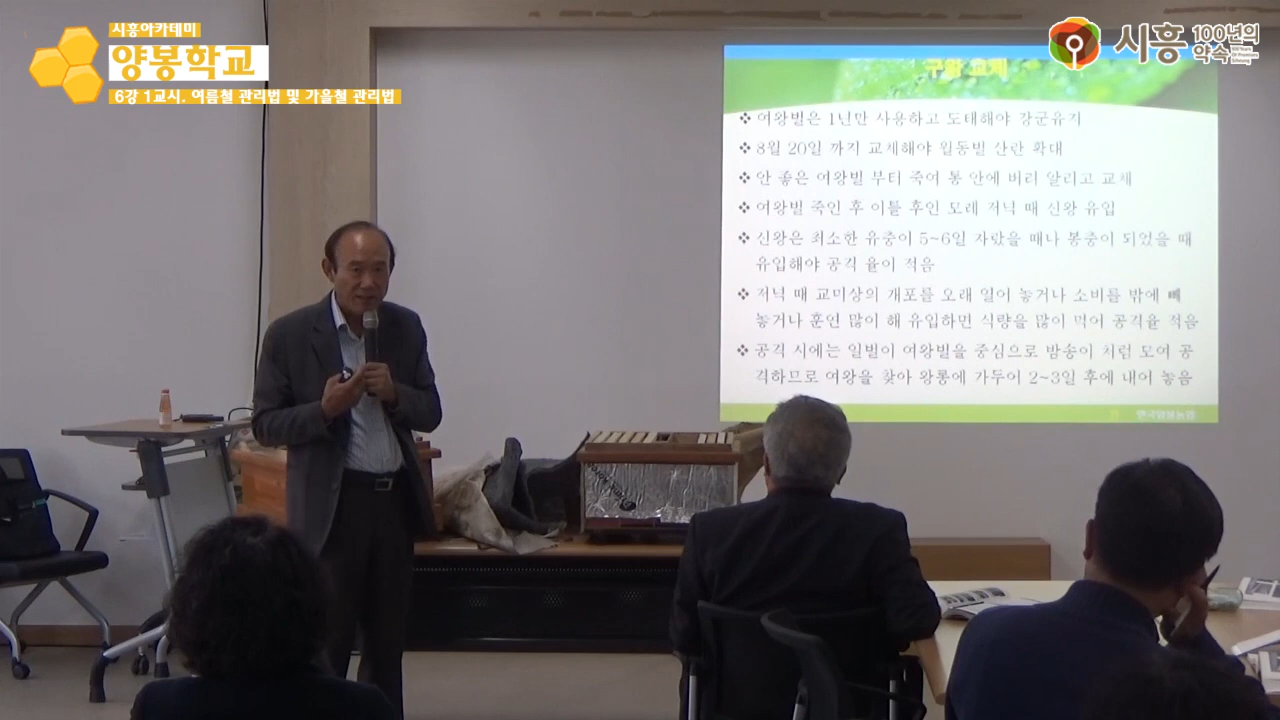 시흥아카데미
양봉학교
6강 1교시. 여름철 관리법 및 가을철 관리법
시흥 100년의
약속
구왕 교체
❖ 여왕벌은 1년만 사용하고 도태해야 강군유지
❖ 8월 20일 까지 교체해야 월동벌 산란 확대
❖ 안 좋은 여왕벌 부터 죽여 통 안에 버려 알리고 교체
❖ 여왕벌 죽인 후 이틀 후인 모레 저녁 때 신왕 유입
❖ 신왕은 최소한 유충이 5~6일 자랐을 때나 봉충이 되었을 때
유입해야 공격 율이 적음
❖ 저녁 때 교미상의 개포를 오래 열어 놓거나 소비를 밖에 빼
놓거나 훈연 많이 해 유입하면 식량을 많이 먹어 공격율 적음
❖ 공격 시에는 일벌이 여왕벌을 중심으로 밤송이 처럼 모여 공
격하므로 여왕을 찾아 왕롱에 가두어 2~3일 후에 내어 놓음
한국양봉농협